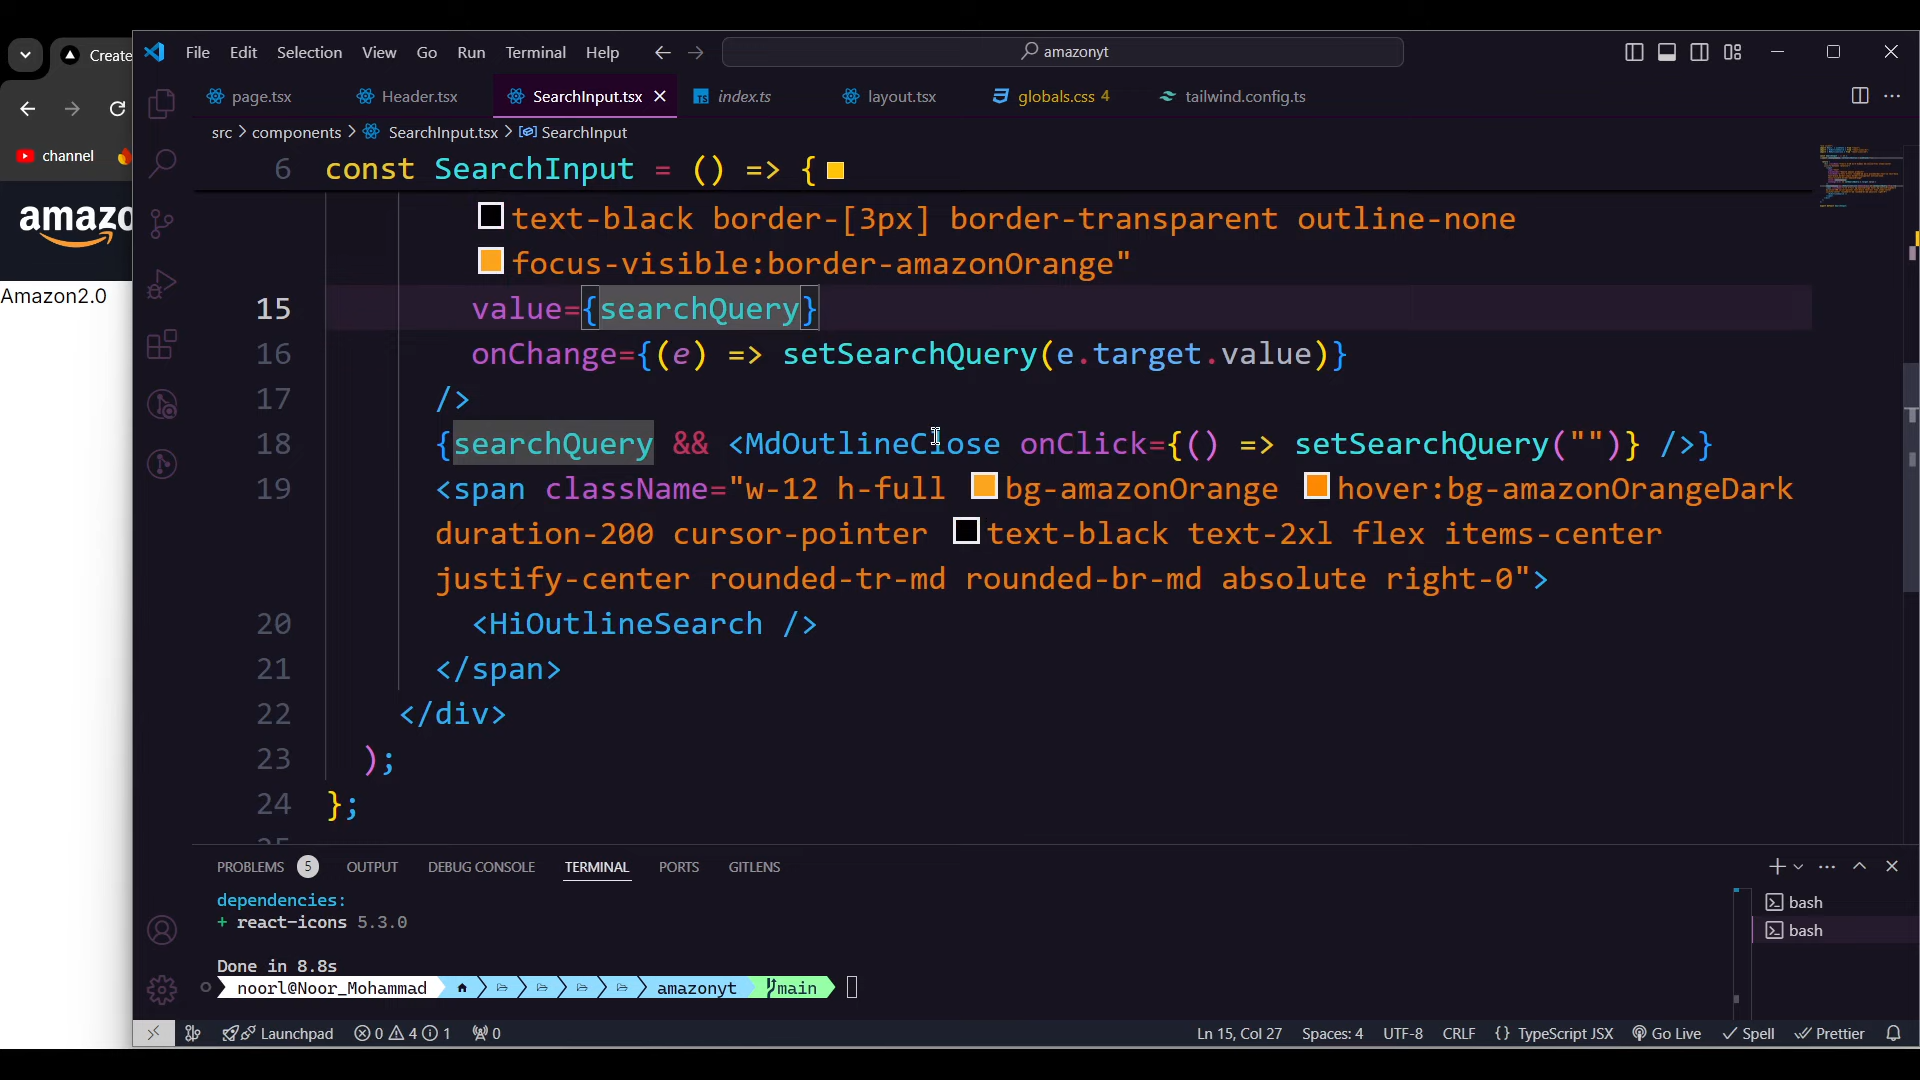 Create
File Edit Selection View Go Run Terminal Help
amazonyt
channel
amazo
Amazon2.0
page.tsx Header.tsx SearchInput.tsx index.ts layout.tsx globals.css 4 tailwind.config.ts
src > components > SearchInput.tsx > SearchInput
6 const SearchInput = () => {
text-black border-[3px] border-transparent outline-none
focus-visible:border-amazonOrange"
15 value={searchQuery}
16 onChange={(e) => setSearchQuery(e.target.value)}
17 />
18 {searchQuery && <MdOutlineClose onClick={() => setSearchQuery("")} />}
19 <span className="w-12 h-full bg-amazonOrange hover:bg-amazonOrangeDark
duration-200 cursor-pointer text-black text-2xl flex items-center
justify-center rounded-tr-md rounded-br-md absolute right-0">
20 <HiOutlineSearch />
21 </span>
22 </div>
23 );
24 };
PROBLEMS 5 OUTPUT DEBUG CONSOLE TERMINAL PORTS GITLENS
dependencies:
+ react-icons 5.3.0
Done in 8.8s
noorl@Noor_Mohammad amazonyt main
bash
bash
Launchpad 0 4 1 0 Ln 15, Col 27 Spaces: 4 UTF-8 CRLF {} TypeScript JSX Go Live Spell Prettier